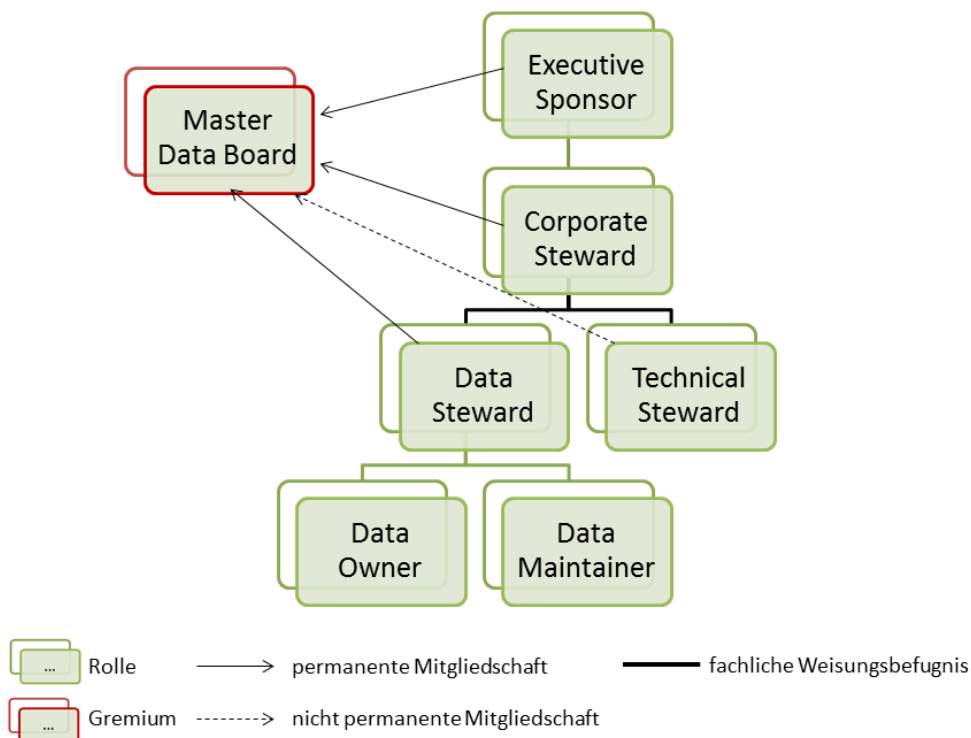 Executive
Sponsor
Master
Data Board
Corporate
Steward
Data
Steward
Technical
Steward
Data
Owner
Data
Maintainer
... Rolle
permanente Mitgliedschaft
fachliche Weisungsbefugnis
... Gremium
nicht permanente Mitgliedschaft